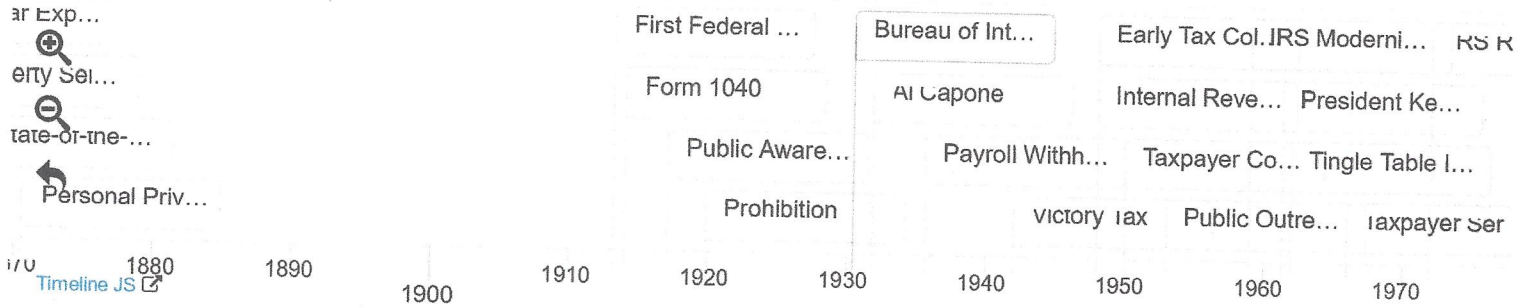 ar Exp...
First Federal ...
Bureau of Int...
Early Tax Col.
IRS Moderni...
RS R
erty Sei...
Form 1040
Al Capone
Internal Reve...
President Ke...
tate-of-the-...
Public Aware...
Payroll Withh...
Taxpayer Co...
Tingle Table I...
Personal Priv...
Prohibition
Victory Tax
Public Outre...
Taxpayer Ser
1880
1890
1900
1910
1920
1930
1940
1950
1960
1970
Timeline JS